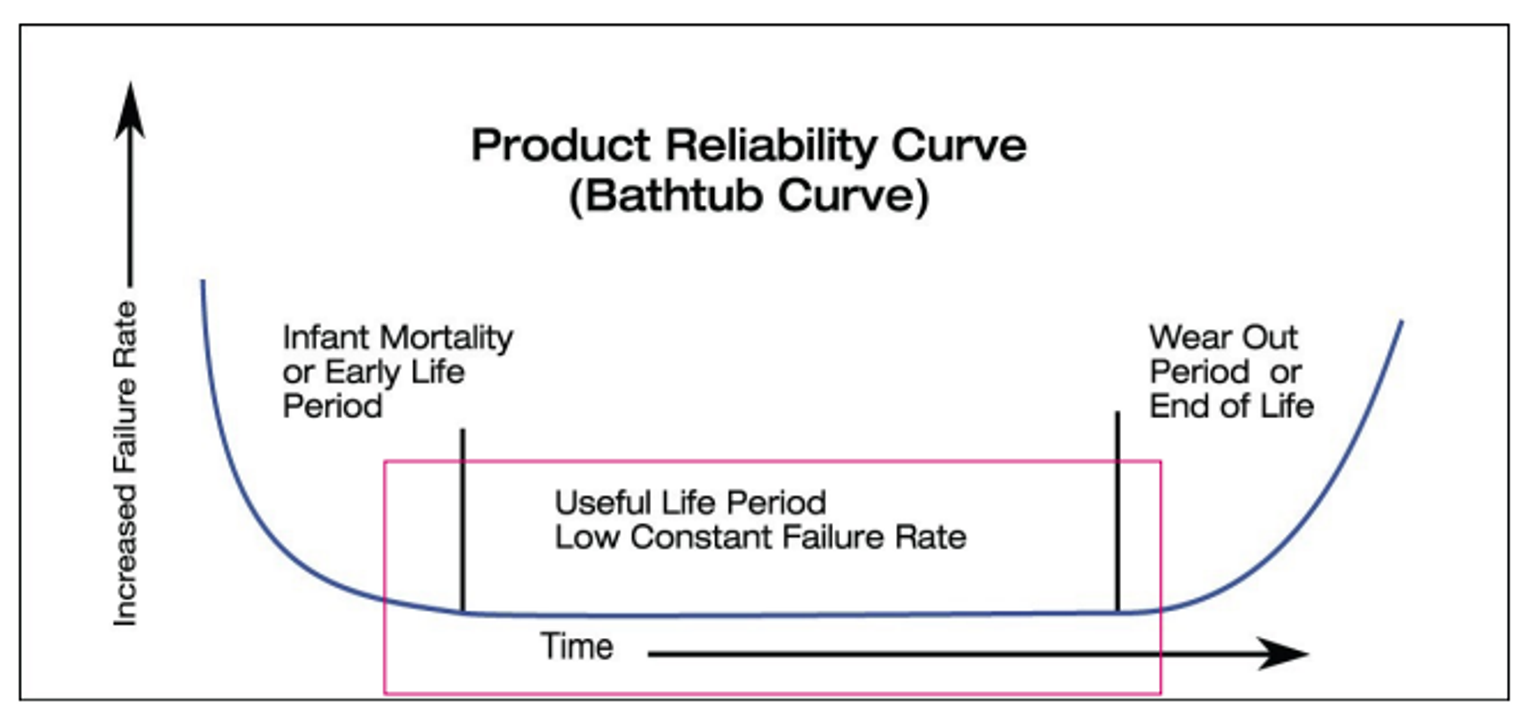 Product Reliability Curve
(Bathtub Curve)
Increased Failure Rate
Infant Mortality
or Early Life
Period
Useful Life Period
Low Constant Failure Rate
Wear Out
Period or
End of Life
Time